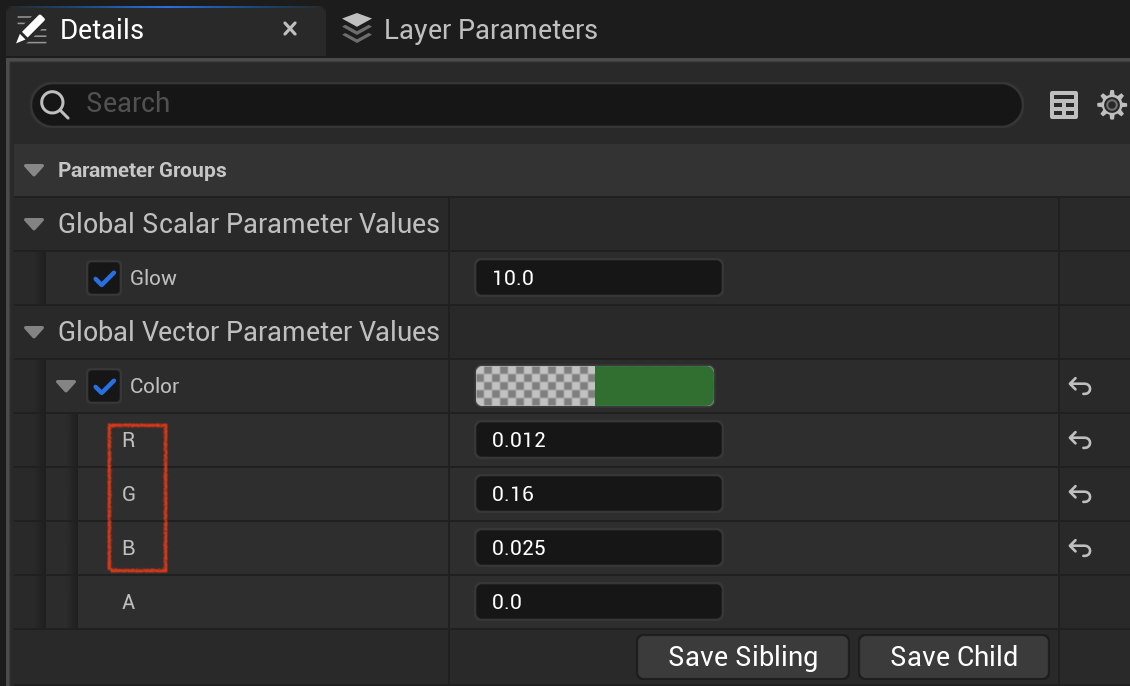 Details
Layer Parameters
Search
Parameter Groups
Global Scalar Parameter Values
Glow 10.0
Global Vector Parameter Values
Color
R 0.012
G 0.16
B 0.025
A 0.0
Save Sibling Save Child